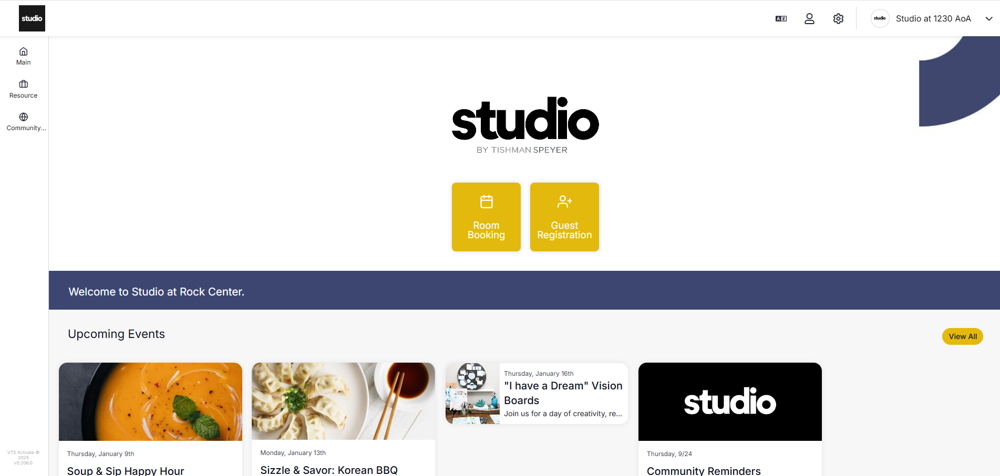 studio
studio
Studio at 1230 AoA
Main
Resource
Community...
studio
BY TISHMAN SPEYER
Room
Booking
Guest
Registration
Welcome to Studio at Rock Center.
Upcoming Events
View All
Thursday, January 9th
Soup & Sip Happy Hour
Monday, January 13th
Sizzle & Savor: Korean BBQ
Thursday, January 16th
"I have a Dream" Vision
Boards
Join us for a day of creativity, re...
studio
Thursday, 9/24
Community Reminders
VTS Activate ©
2025
v5.206.0